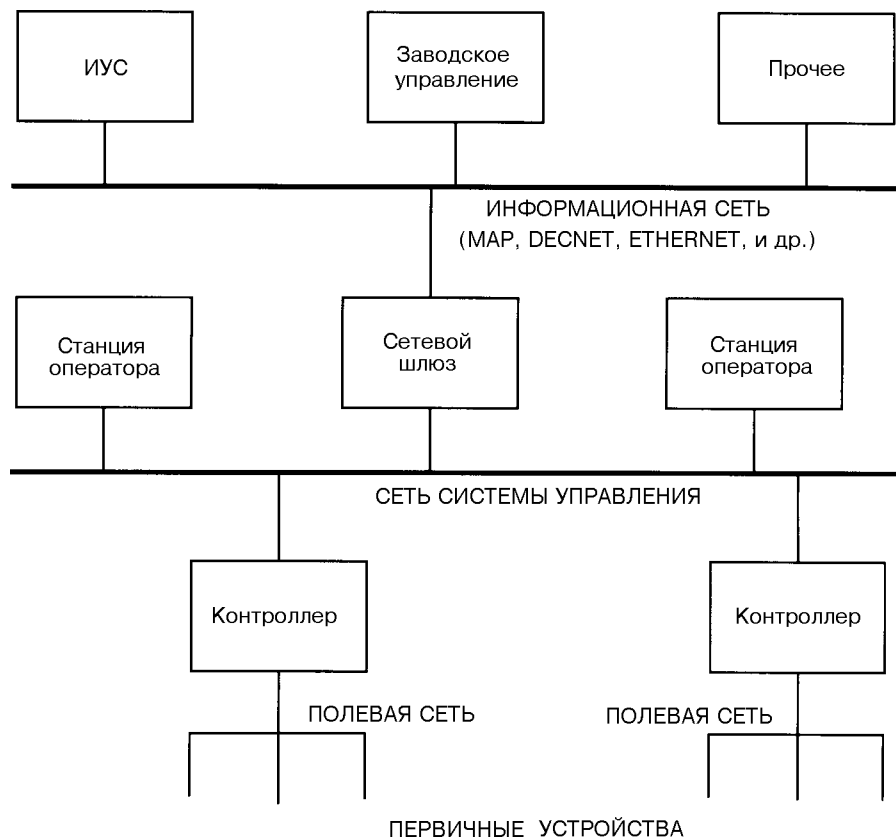 ИУС
Заводское
управление
Прочее
ИНФОРМАЦИОННАЯ СЕТЬ
(MAP, DECNET, ETHERNET, и др.)
Станция
оператора
Сетевой
шлюз
Станция
оператора
СЕТЬ СИСТЕМЫ УПРАВЛЕНИЯ
Контроллер
Контроллер
ПОЛЕВАЯ СЕТЬ
ПОЛЕВАЯ СЕТЬ
ПЕРВИЧНЫЕ УСТРОЙСТВА